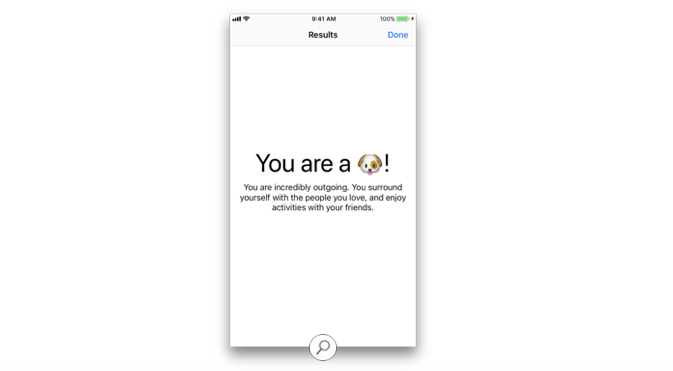 9:41 AM
100%
Results
Done
You are a 🐶!
You are incredibly outgoing. You surround
yourself with the people you love, and enjoy
activities with your friends.